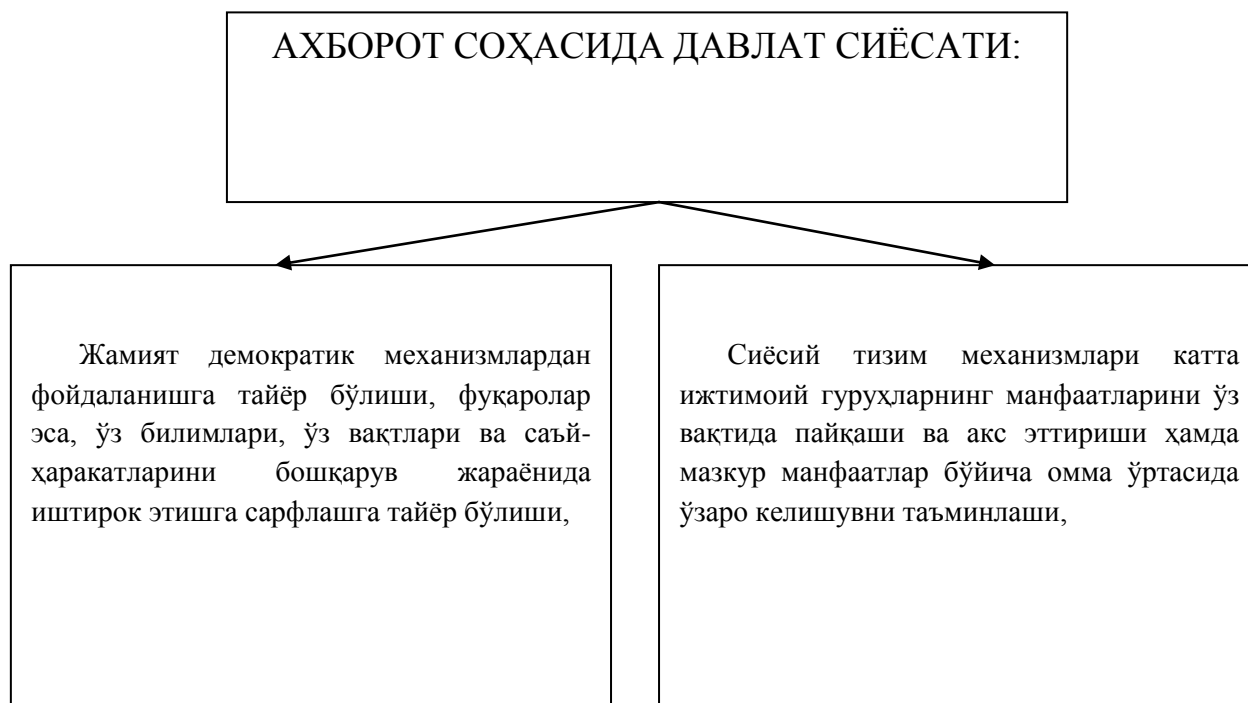 АХБОРОТ СОҲАСИДА ДАВЛАТ СИЁСАТИ:
Жамият демократик механизмлардан
фойдаланишга тайёр бўлиши, фуқаролар
эса, ўз билимлари, ўз вақтлари ва саъй-
ҳаракатларини бошқарув жараёнида
иштирок этишга сарфлашга тайёр бўлиши,
Сиёсий тизим механизмлари катта
ижтимоий гуруҳларнинг манфаатларини ўз
вақтида пайқаши ва акс эттириши ҳамда
мазкур манфаатлар бўйича омма ўртасида
ўзаро келишувни таъминлаши,